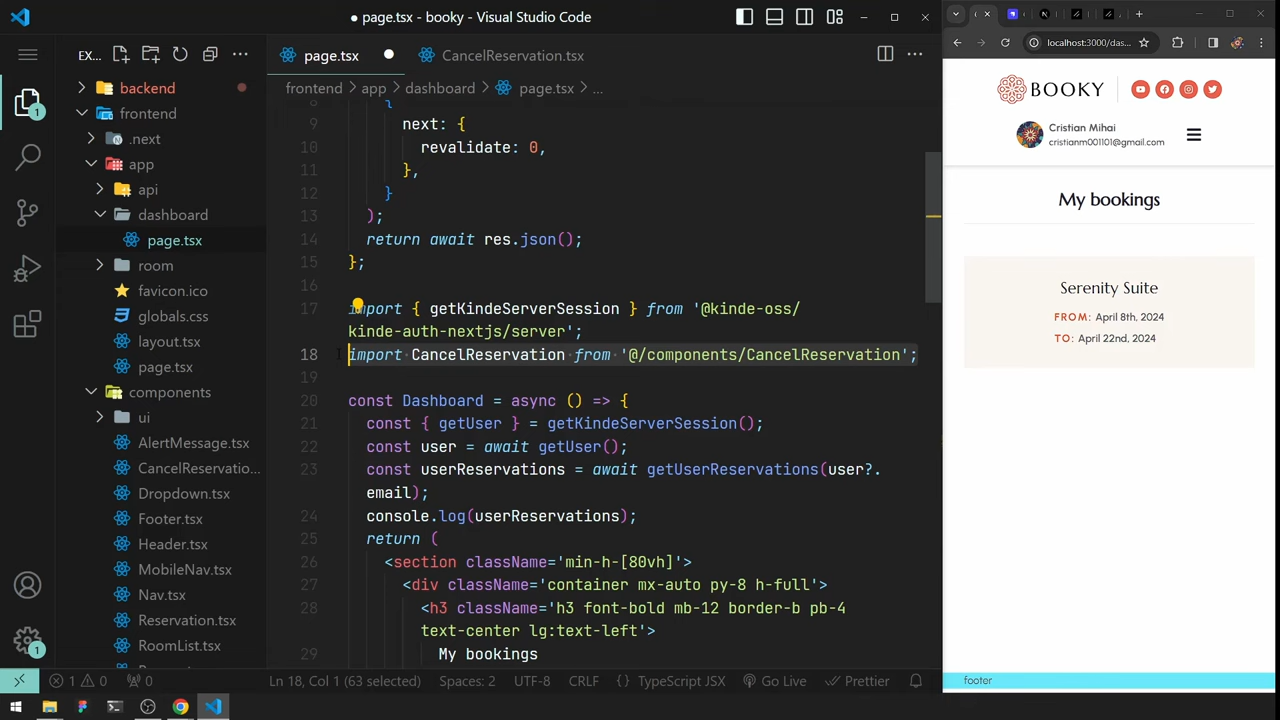 ● page.tsx - booky - Visual Studio Code
EX...
page.tsx
CancelReservation.tsx
frontend > app > dashboard > page.tsx > ...
backend
frontend
.next
app
api
dashboard
page.tsx
room
favicon.ico
globals.css
layout.tsx
page.tsx
components
ui
AlertMessage.tsx
CancelReservatio...
Dropdown.tsx
Footer.tsx
Header.tsx
MobileNav.tsx
Nav.tsx
Reservation.tsx
RoomList.tsx
1
1
8 {
9 next: {
10 revalidate: 0,
11 },
12 }
13 );
14 return await res.json();
15 };
16
17 import { getKindeServerSession } from '@kinde-oss/
kinde-auth-nextjs/server';
18 import CancelReservation from '@/components/CancelReservation';
19
20 const Dashboard = async () => {
21 const { getUser } = getKindeServerSession();
22 const user = await getUser();
23 const userReservations = await getUserReservations(user?.
email);
24 console.log(userReservations);
25 return (
26 <section className='min-h-[80vh]'>
27 <div className='container mx-auto py-8 h-full'>
28 <h3 className='h3 font-bold mb-12 border-b pb-4
text-center lg:text-left'>
29 My bookings
1 0 0 Ln 18, Col 1 (63 selected) Spaces: 2 UTF-8 CRLF {} TypeScript JSX Go Live Prettier
localhost:3000/das...
BOOKY
Cristian Mihai
cristianm001101@gmail.com
My bookings
Serenity Suite
FROM: April 8th, 2024
TO: April 22nd, 2024
footer